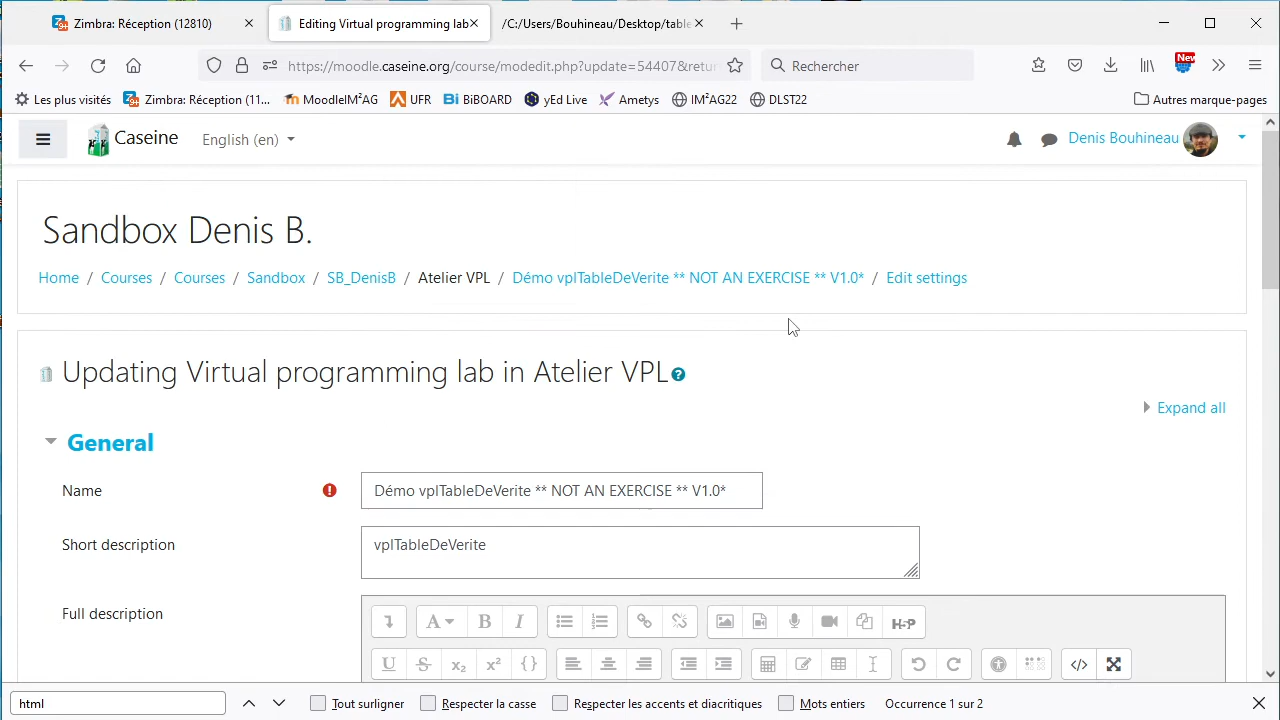 Zimbra: Réception (12810)
Editing Virtual programming lab
/C:/Users/Bouhineau/Desktop/table
https://moodle.caseine.org/course/modedit.php?update=54407&retur
Rechercher
New
Les plus visités
Zimbra: Réception (11...
MoodleIM²AG
UFR
BiBOARD
yEd Live
Ametys
IM²AG22
DLST22
Autres marque-pages
Caseine
English (en)
Denis Bouhineau
Sandbox Denis B.
Home / Courses / Courses / Sandbox / SB_DenisB / Atelier VPL / Démo vplTableDeVerite ** NOT AN EXERCISE ** V1.0* / Edit settings
Updating Virtual programming lab in Atelier VPL
Expand all
General
Name
Démo vplTableDeVerite ** NOT AN EXERCISE ** V1.0*
Short description
vplTableDeVerite
Full description
A B I H-P
U S x₂ x² {} </>
html
Tout surligner
Respecter la casse
Respecter les accents et diacritiques
Mots entiers
Occurrence 1 sur 2